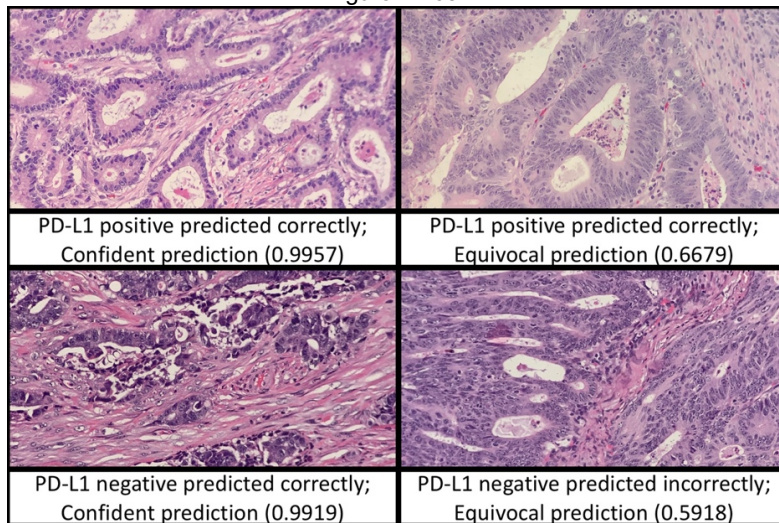 PD-L1 positive predicted correctly;
Confident prediction (0.9957)
PD-L1 positive predicted correctly;
Equivocal prediction (0.6679)
PD-L1 negative predicted correctly;
Confident prediction (0.9919)
PD-L1 negative predicted incorrectly;
Equivocal prediction (0.5918)